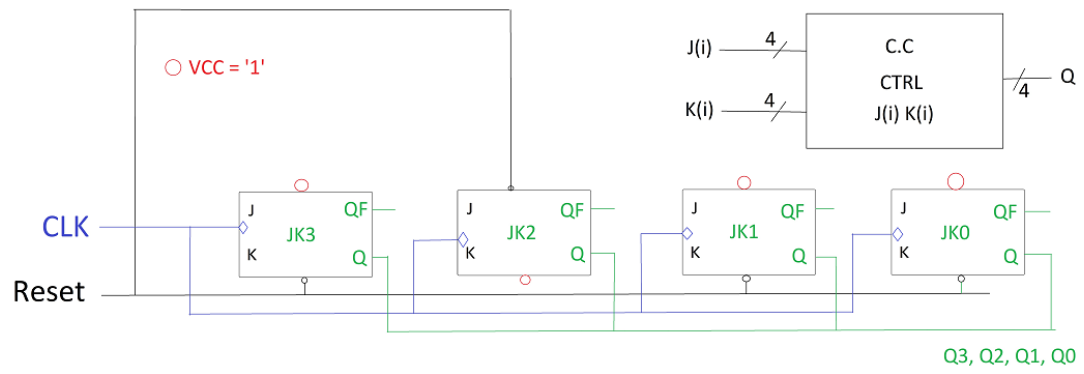 VCC = '1'
J(i)
4
C.C
CTRL
J(i) K(i)
4
Q
K(i)
4
CLK
Reset
J
QF
JK3
K
Q
J
QF
JK2
K
Q
J
QF
JK1
K
Q
J
QF
JK0
K
Q
Q3, Q2, Q1, Q0